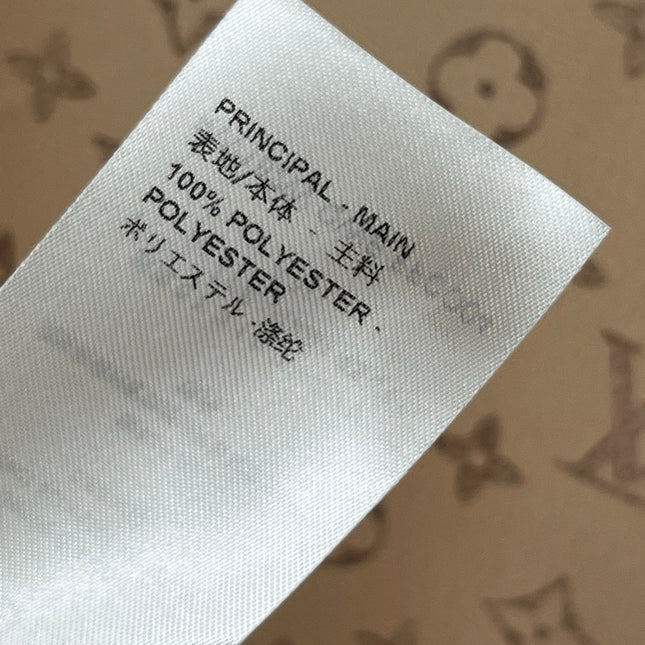 PRINCIPAL - MAIN
表地/本体 - 主料
100% POLYESTER -
POLYESTER
ポリエステル -涤纶